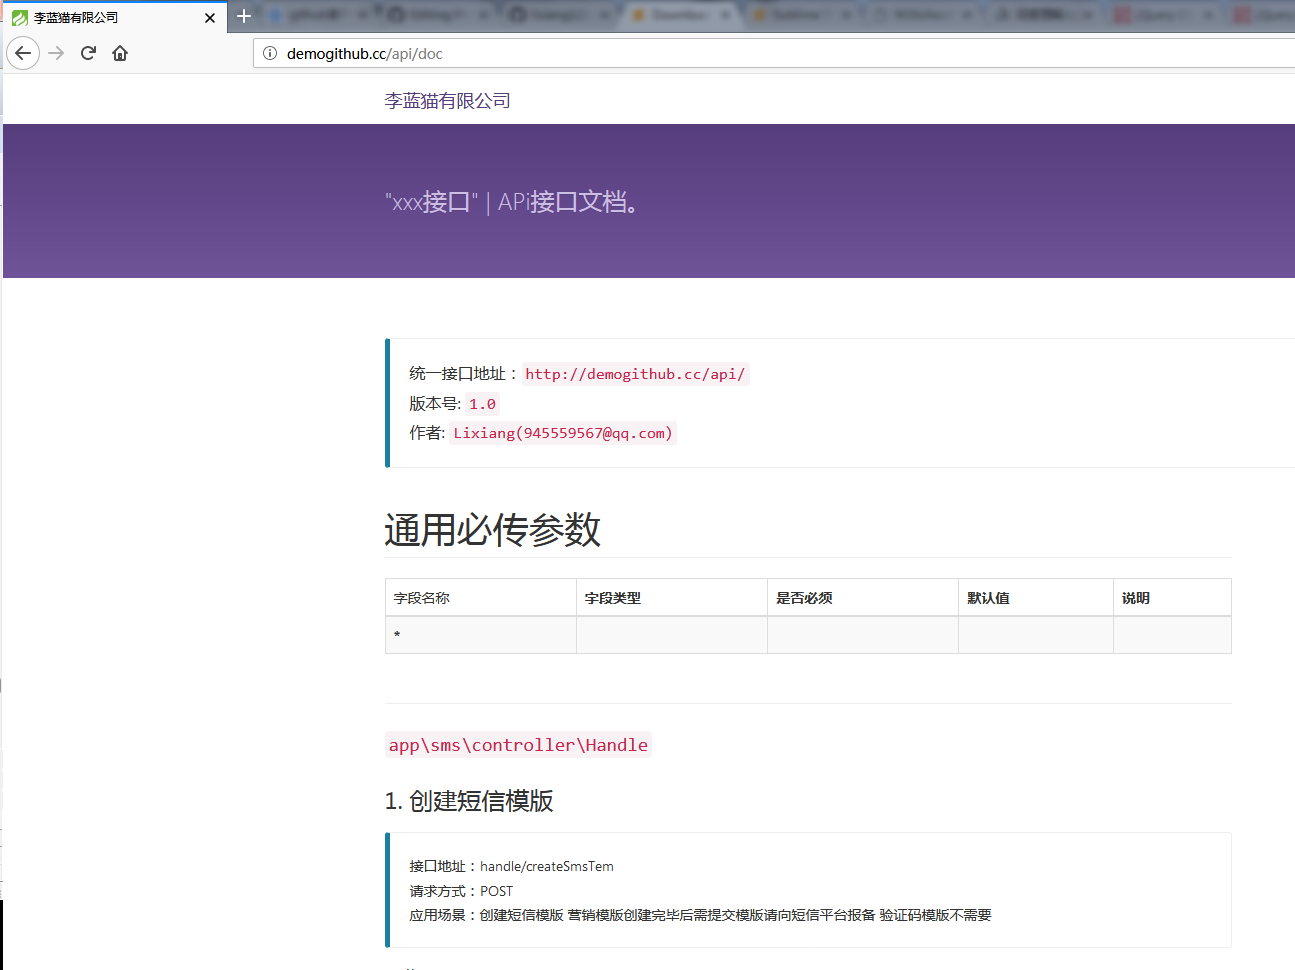 李蓝猫有限公司
demogithub.cc/api/doc
李蓝猫有限公司
"xxx接口" | APi接口文档。
统一接口地址：http://demogithub.cc/api/
版本号: 1.0
作者: Lixiang(945559567@qq.com)
通用必传参数
字段名称 字段类型 是否必须 默认值 说明
*
app\sms\controller\Handle
1. 创建短信模版
接口地址：handle/createSmsTem
请求方式：POST
应用场景：创建短信模版 营销模版创建完毕后需提交模版请向短信平台报备 验证码模版不需要